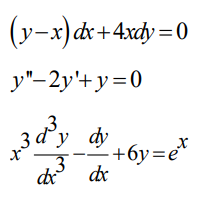 (y−x)dx+4xdy=0
y''−2y'+y=0
x³ d³y/dx³ − dy/dx +6y=eˣ